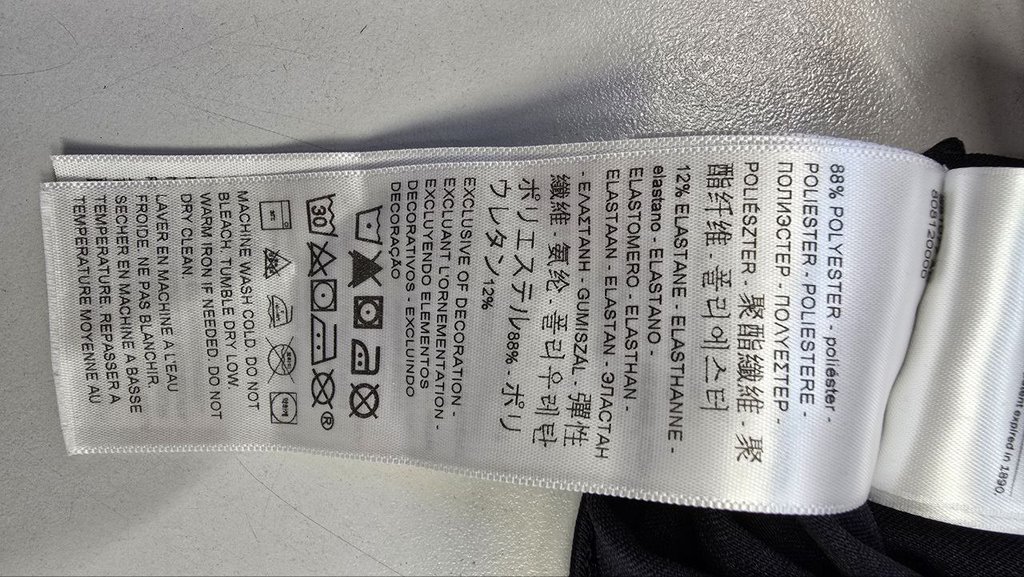 88% POLYESTER - poliéster -
POLIESTER - POLIESTERE -
ПОПИЭСТЕР - ΠΟΛΥΕΣΤΕΡ -
POLIÉSZTER - 聚酯纖維 - 聚
酯纤维 - 폴리에스터
12% ELASTANE - ELASTHANNE -
elastano - ELASTANO -
ELASTOMERO - ELASTHAN -
ELASTAAN - ELASTAN - ЭПАСТАН
- ΕΛΑΣΤΑΝΗ - GUMISZAL - 彈性
纖維 - 氨纶 - 폴리우레탄
ポリエステル88% - ポリ
ウレタン12%
EXCLUSIVE OF DECORATION -
EXCLUANT L'ORNEMENTATION -
EXCLUYENDO ELEMENTOS
DECORATIVOS - EXCLUINDO
DECORAÇÃO
30
MACHINE WASH COLD. DO NOT
BLEACH. TUMBLE DRY LOW.
WARM IRON IF NEEDED. DO NOT
DRY CLEAN.
LAVER EN MACHINE A L'EAU
FROIDE. NE PAS BLANCHIR.
SECHER EN MACHINE A BASSE
TEMPERATURE. REPASSER A
TEMPERATURE MOYENNE AU
expired in 1890.